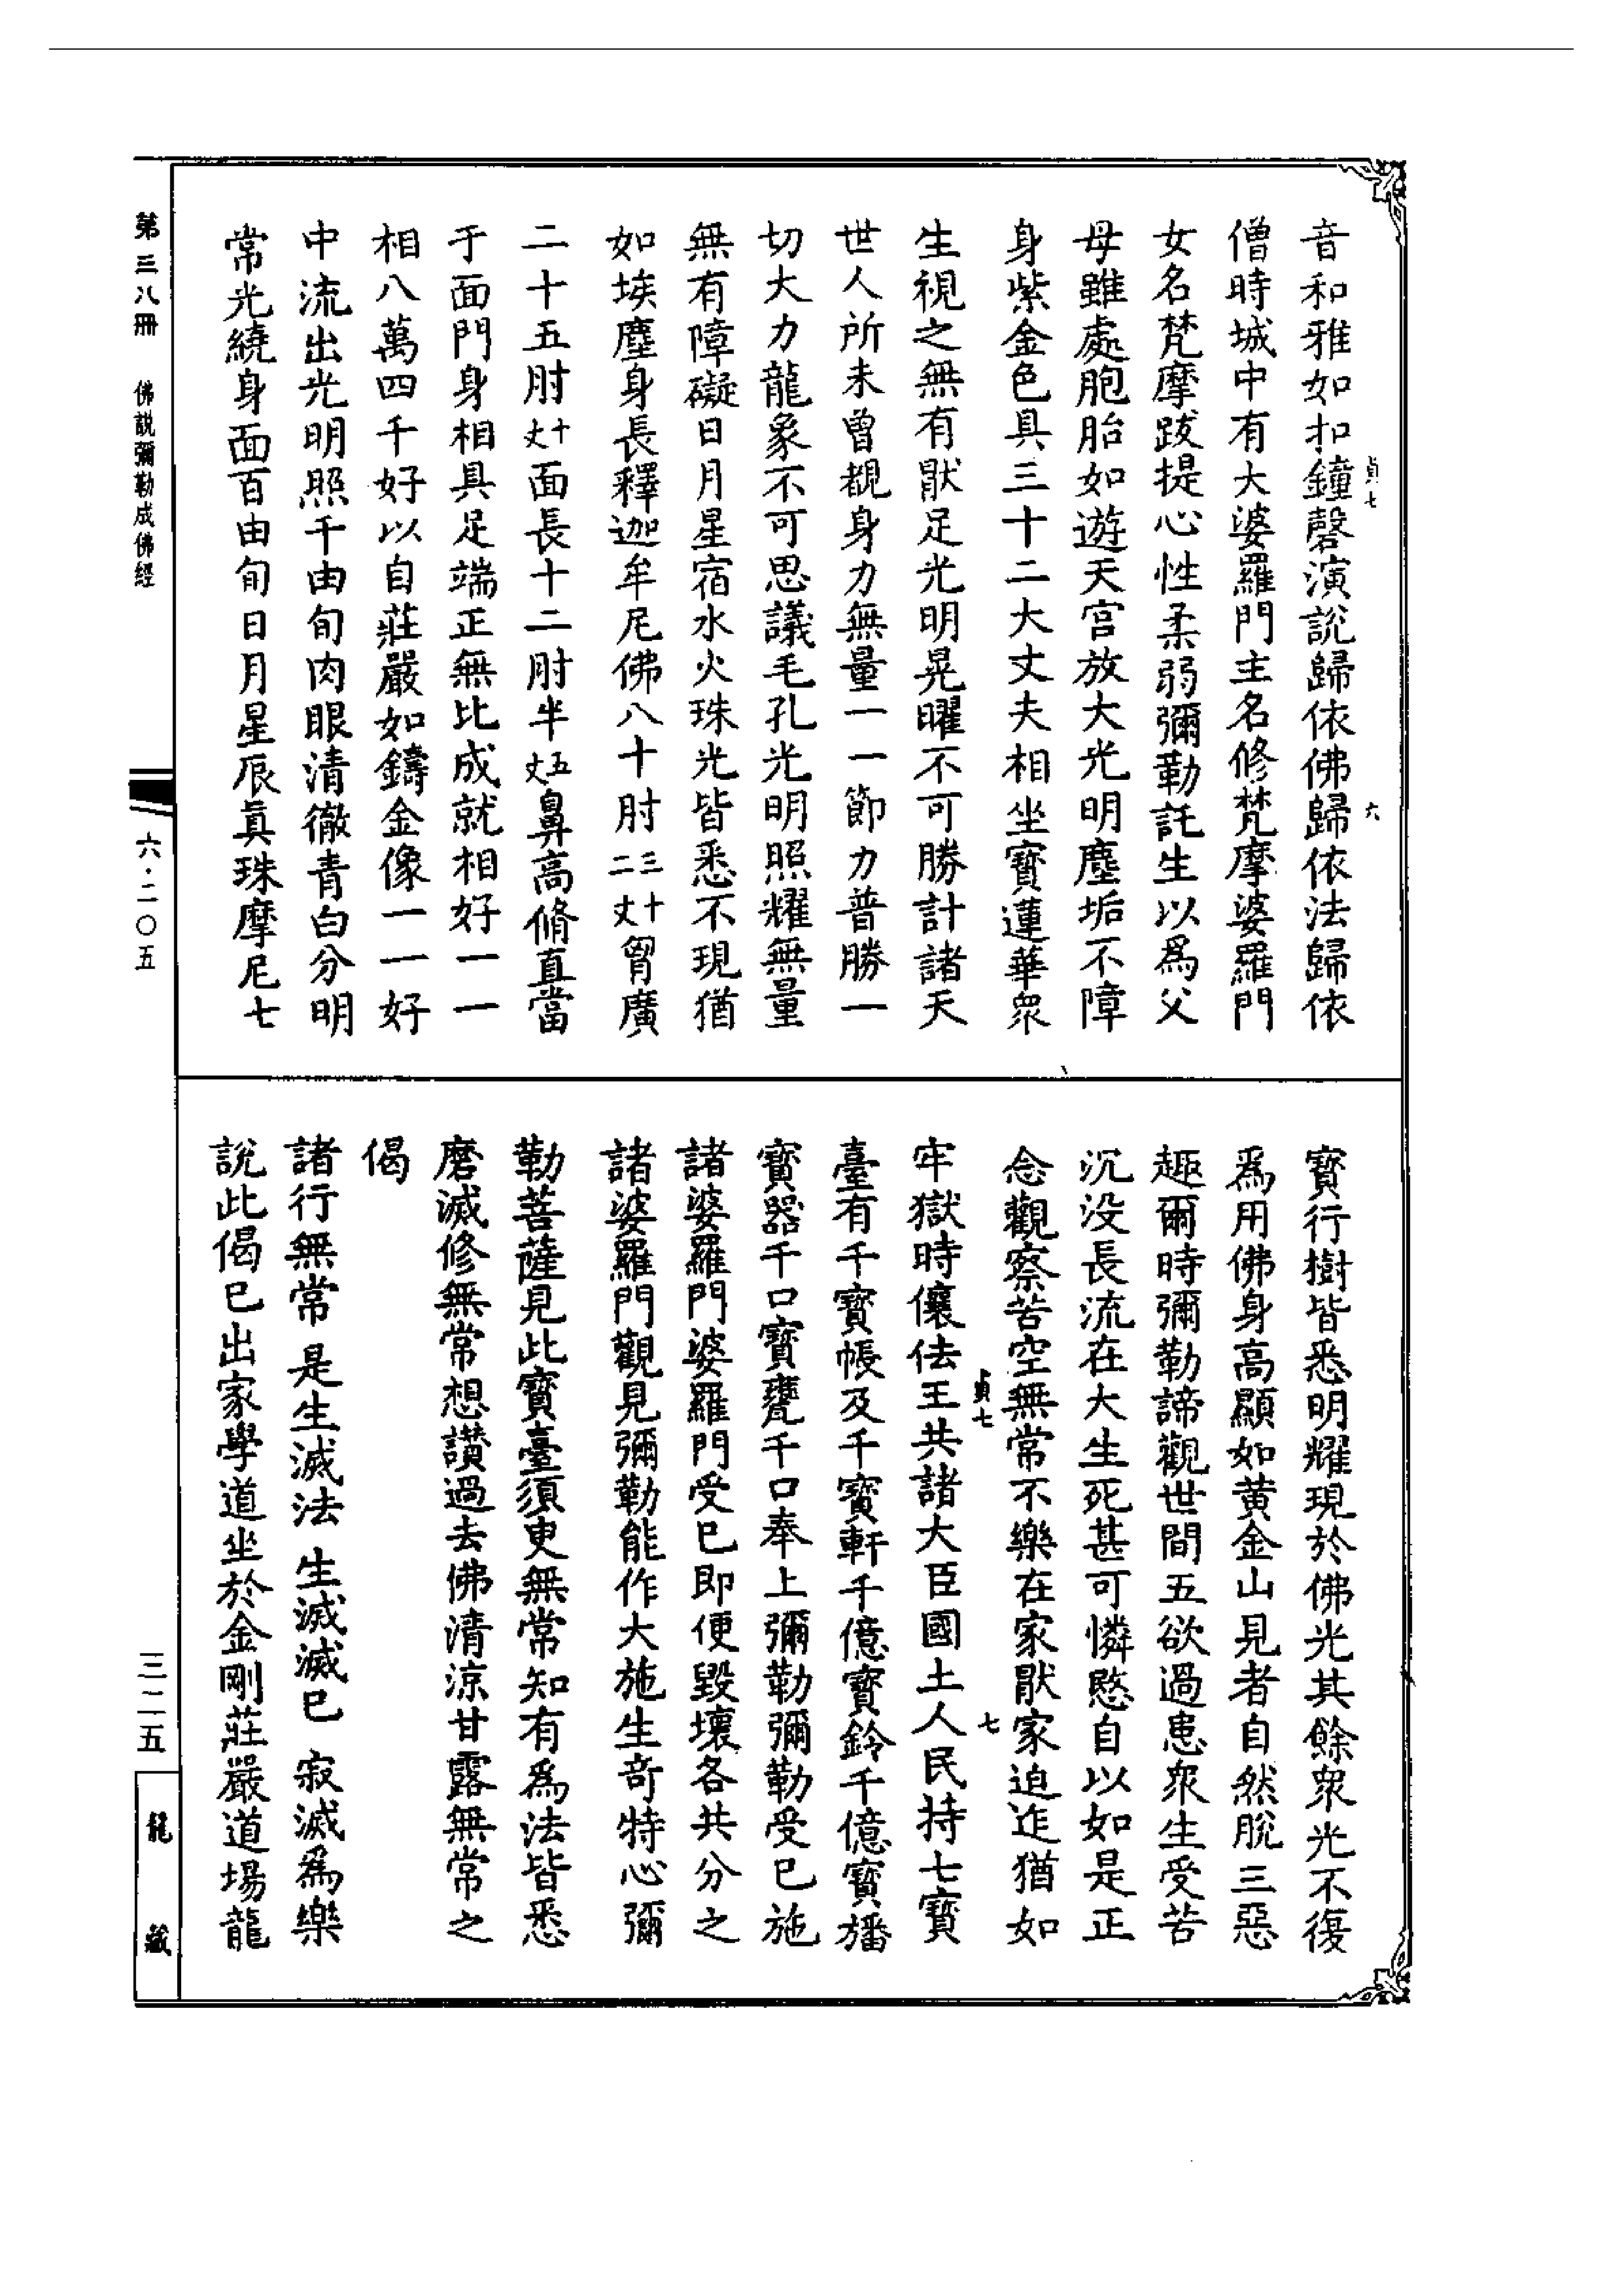 貞七
六
音和雅如扣鐘磬演說歸依佛歸依法歸依
僧時城中有大婆羅門主名修梵摩婆羅門
女名梵摩跋提心性柔弱彌勒託生以爲父
母雖處胞胎如遊天宮放大光明塵垢不障
身紫金色具三十二大丈夫相坐寶蓮華衆
生視之無有猒足光明晃曜不可勝計諸天
世人所未曾覩身力無量一一節力普勝一
切大力龍象不可思議毛孔光明照耀無量
無有障礙日月星宿水火珠光皆悉不現猶
如埃塵身長釋迦牟尼佛八十肘三十二丈胷廣
二十五肘十丈面長十二肘半五丈鼻高脩直當
于面門身相具足端正無比成就相好一一
相八萬四千好以自莊嚴如鑄金像一一好
中流出光明照千由旬肉眼清徹青白分明
常光繞身面百由旬日月星辰真珠摩尼七
寶行樹皆悉明耀現於佛光其餘衆光不復
爲用佛身高顯如黄金山見者自然脫三惡
趣爾時彌勒諦觀世間五欲過患衆生受苦
沉没長流在大生死甚可憐愍自以如是正
念觀察苦空無常不樂在家猒家迫迮猶如
牢獄時儴佉王共諸大臣國土人民持七寶
貞七
七
臺有千寶帳及千寶軒千億寶鈴千億寶旛
寶器千口寶甕千口奉上彌勒彌勒受已施
諸婆羅門婆羅門受已即便毀壞各共分之
諸婆羅門觀見彌勒能作大施生奇特心彌
勒菩薩見此寶臺須臾無常知有爲法皆悉
磨滅修無常想讃過去佛清涼甘露無常之
偈
諸行無常 是生滅法 生滅滅已 寂滅爲樂
說此偈已出家學道坐於金剛莊嚴道場龍
第三八冊 佛説彌勒成佛經
六·二〇五
三二五
龍藏